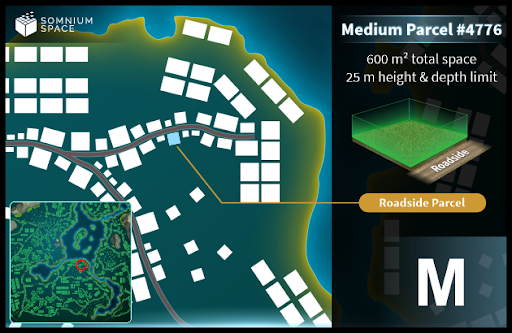 SOMNIUM
SPACE
Medium Parcel #4776
600 m² total space
25 m height & depth limit
Roadside
Roadside Parcel
M